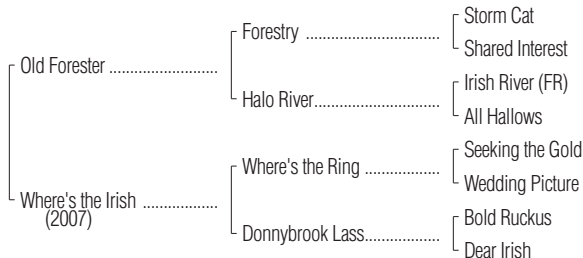 Storm Cat
Forestry ..............................
Shared Interest
Old Forester ........................
Irish River (FR)
Halo River............................
All Hallows
Seeking the Gold
Where's the Ring .................
Wedding Picture
Where's the Irish .................
(2007)
Bold Ruckus
Donnybrook Lass.................
Dear Irish